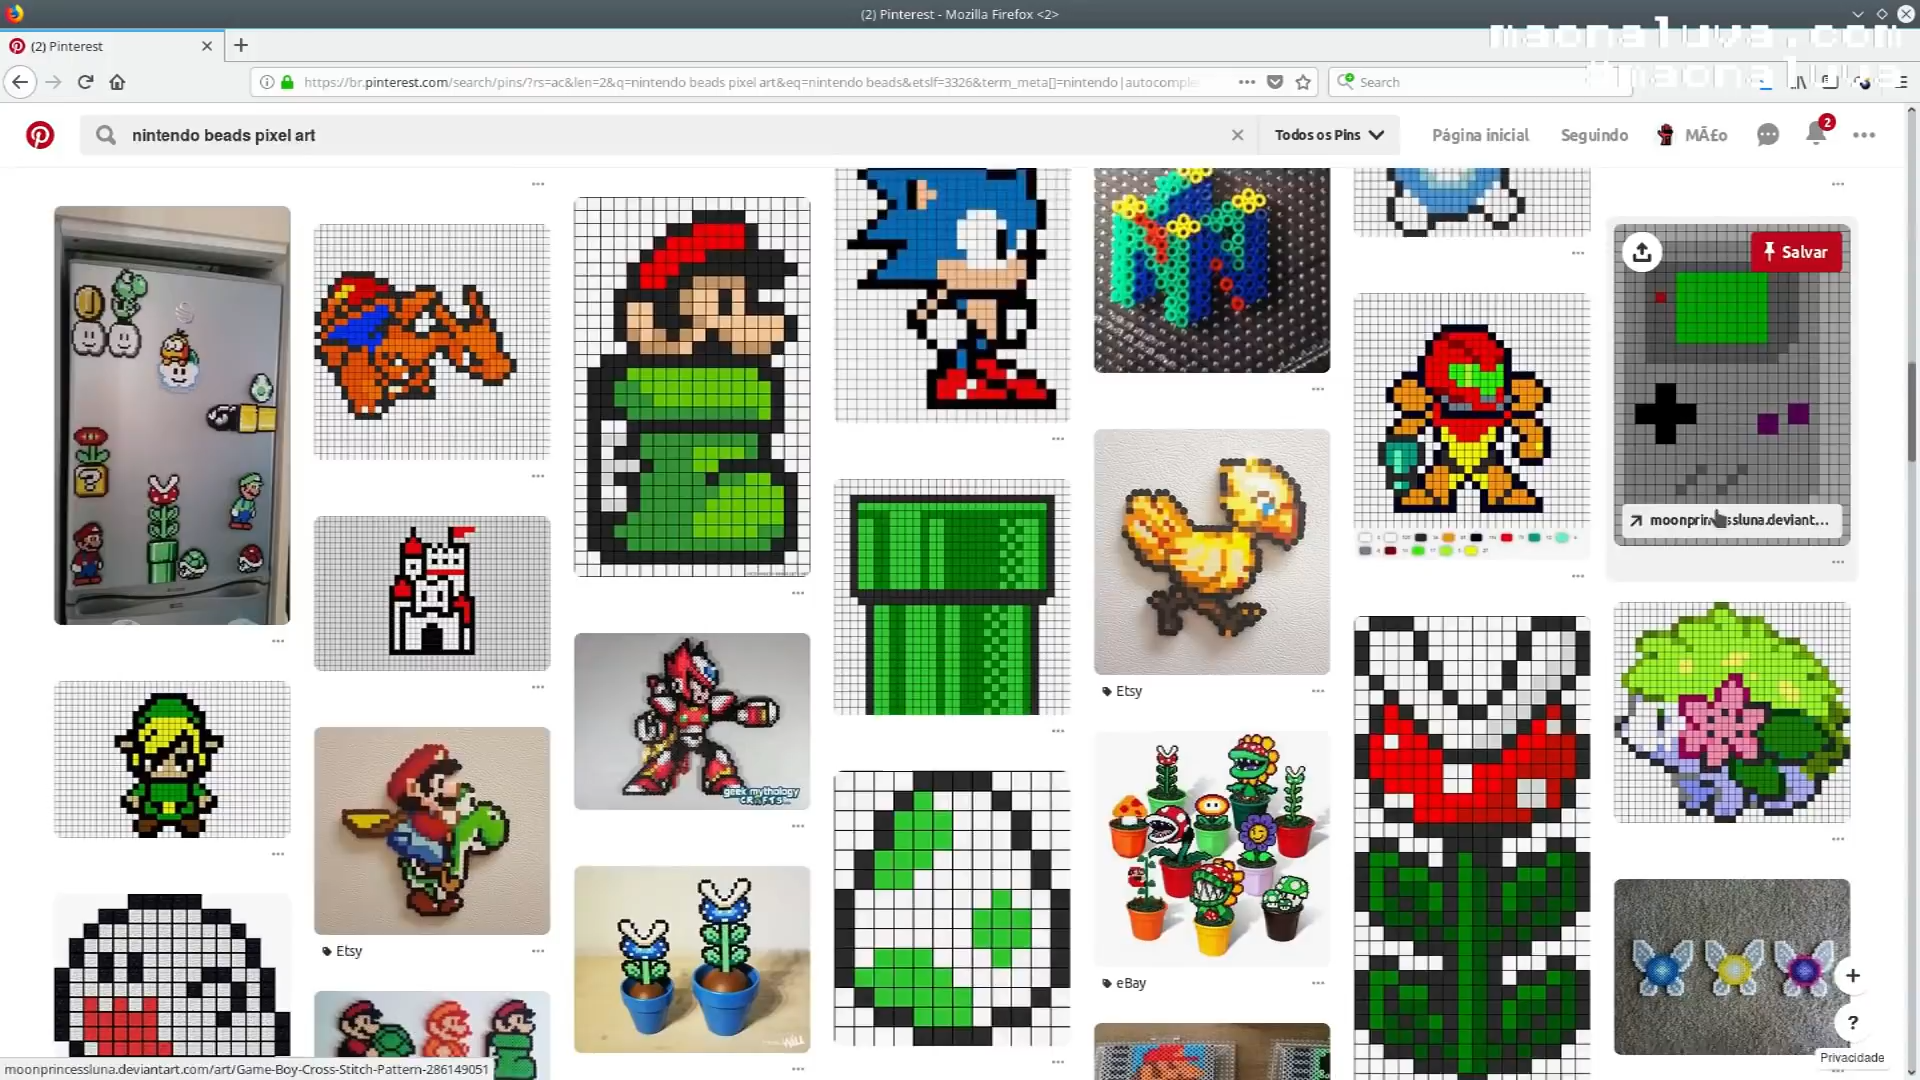 (2) Pinterest - Mozilla Firefox <2>
maonaluva.com
#maonaluva
(2) Pinterest
https://br.pinterest.com/search/pins/?rs=ac&len=2&q=nintendo beads pixel art&eq=nintendo beads&etslf=3326&term_meta[]=nintendo|autocomple
Search
nintendo beads pixel art
Todos os Pins
Página inicial
Seguindo
MÃ£o
2
Salvar
Etsy
geek mythology
CRAFTS
Etsy
eBay
?
Privacidade
moonprincessluna.deviantart.com/art/Game-Boy-Cross-Stitch-Pattern-286149051